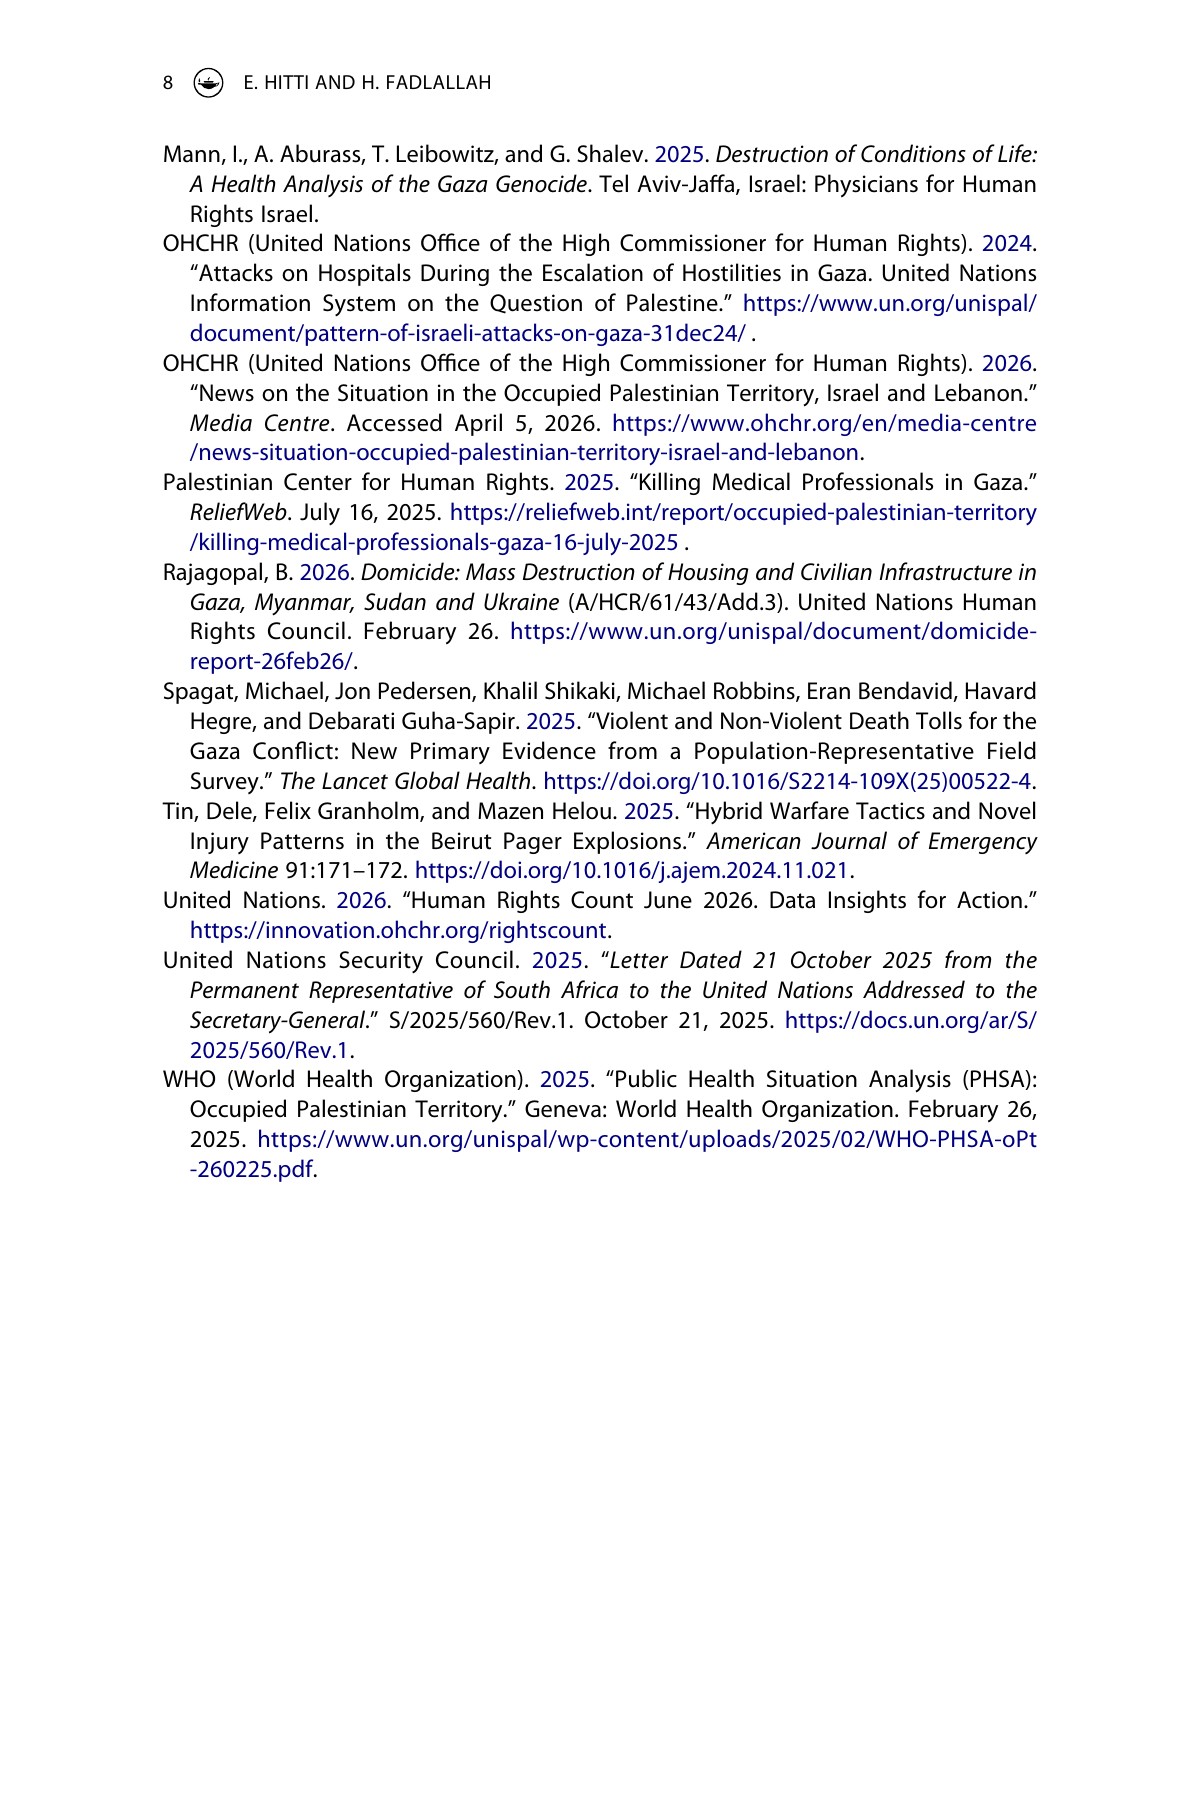 8 E. HITTI AND H. FADLALLAH
Mann, I., A. Aburass, T. Leibowitz, and G. Shalev. 2025. Destruction of Conditions of Life:
A Health Analysis of the Gaza Genocide. Tel Aviv-Jaffa, Israel: Physicians for Human
Rights Israel.
OHCHR (United Nations Office of the High Commissioner for Human Rights). 2024.
“Attacks on Hospitals During the Escalation of Hostilities in Gaza. United Nations
Information System on the Question of Palestine.” https://www.un.org/unispal/
document/pattern-of-israeli-attacks-on-gaza-31dec24/ .
OHCHR (United Nations Office of the High Commissioner for Human Rights). 2026.
“News on the Situation in the Occupied Palestinian Territory, Israel and Lebanon.”
Media Centre. Accessed April 5, 2026. https://www.ohchr.org/en/media-centre
/news-situation-occupied-palestinian-territory-israel-and-lebanon.
Palestinian Center for Human Rights. 2025. “Killing Medical Professionals in Gaza.”
ReliefWeb. July 16, 2025. https://reliefweb.int/report/occupied-palestinian-territory
/killing-medical-professionals-gaza-16-july-2025 .
Rajagopal, B. 2026. Domicide: Mass Destruction of Housing and Civilian Infrastructure in
Gaza, Myanmar, Sudan and Ukraine (A/HCR/61/43/Add.3). United Nations Human
Rights Council. February 26. https://www.un.org/unispal/document/domicide-
report-26feb26/.
Spagat, Michael, Jon Pedersen, Khalil Shikaki, Michael Robbins, Eran Bendavid, Havard
Hegre, and Debarati Guha-Sapir. 2025. “Violent and Non-Violent Death Tolls for the
Gaza Conflict: New Primary Evidence from a Population-Representative Field
Survey.” The Lancet Global Health. https://doi.org/10.1016/S2214-109X(25)00522-4.
Tin, Dele, Felix Granholm, and Mazen Helou. 2025. “Hybrid Warfare Tactics and Novel
Injury Patterns in the Beirut Pager Explosions.” American Journal of Emergency
Medicine 91:171–172. https://doi.org/10.1016/j.ajem.2024.11.021.
United Nations. 2026. “Human Rights Count June 2026. Data Insights for Action.”
https://innovation.ohchr.org/rightscount.
United Nations Security Council. 2025. “Letter Dated 21 October 2025 from the
Permanent Representative of South Africa to the United Nations Addressed to the
Secretary-General.” S/2025/560/Rev.1. October 21, 2025. https://docs.un.org/ar/S/
2025/560/Rev.1.
WHO (World Health Organization). 2025. “Public Health Situation Analysis (PHSA):
Occupied Palestinian Territory.” Geneva: World Health Organization. February 26,
2025. https://www.un.org/unispal/wp-content/uploads/2025/02/WHO-PHSA-oPt
-260225.pdf.